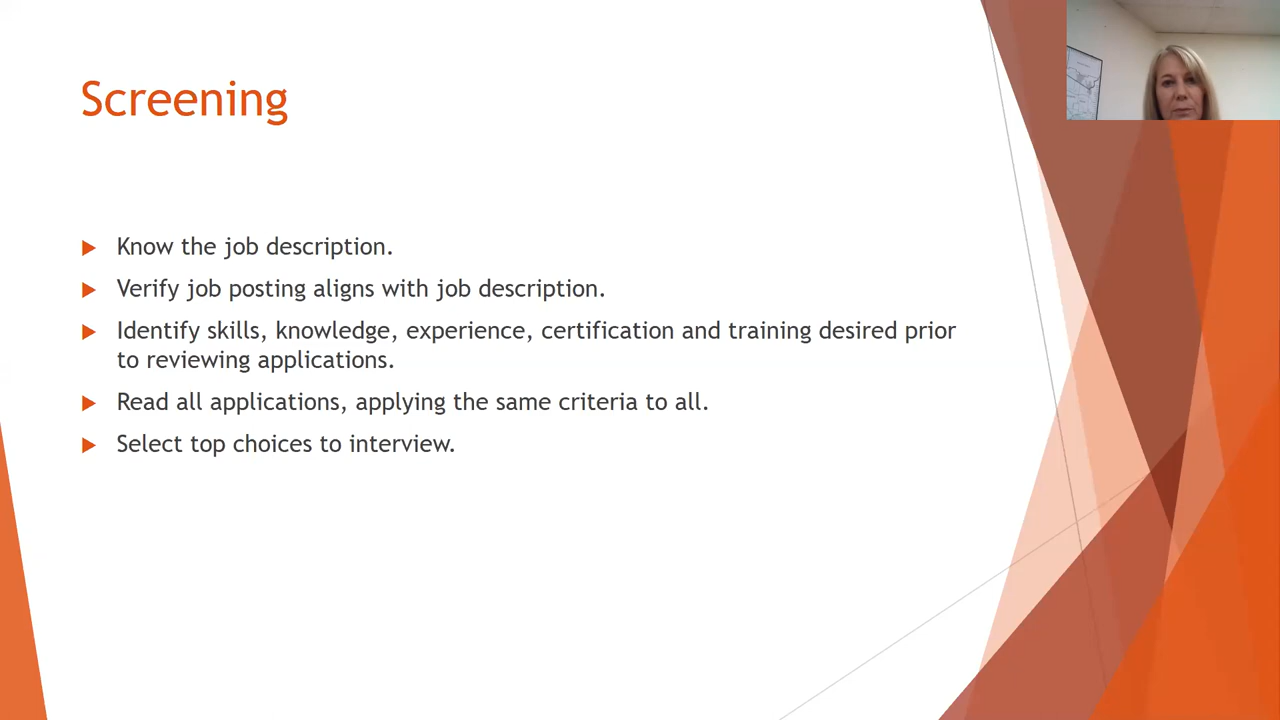 Screening
Know the job description.
Verify job posting aligns with job description.
Identify skills, knowledge, experience, certification and training desired prior
to reviewing applications.
Read all applications, applying the same criteria to all.
Select top choices to interview.